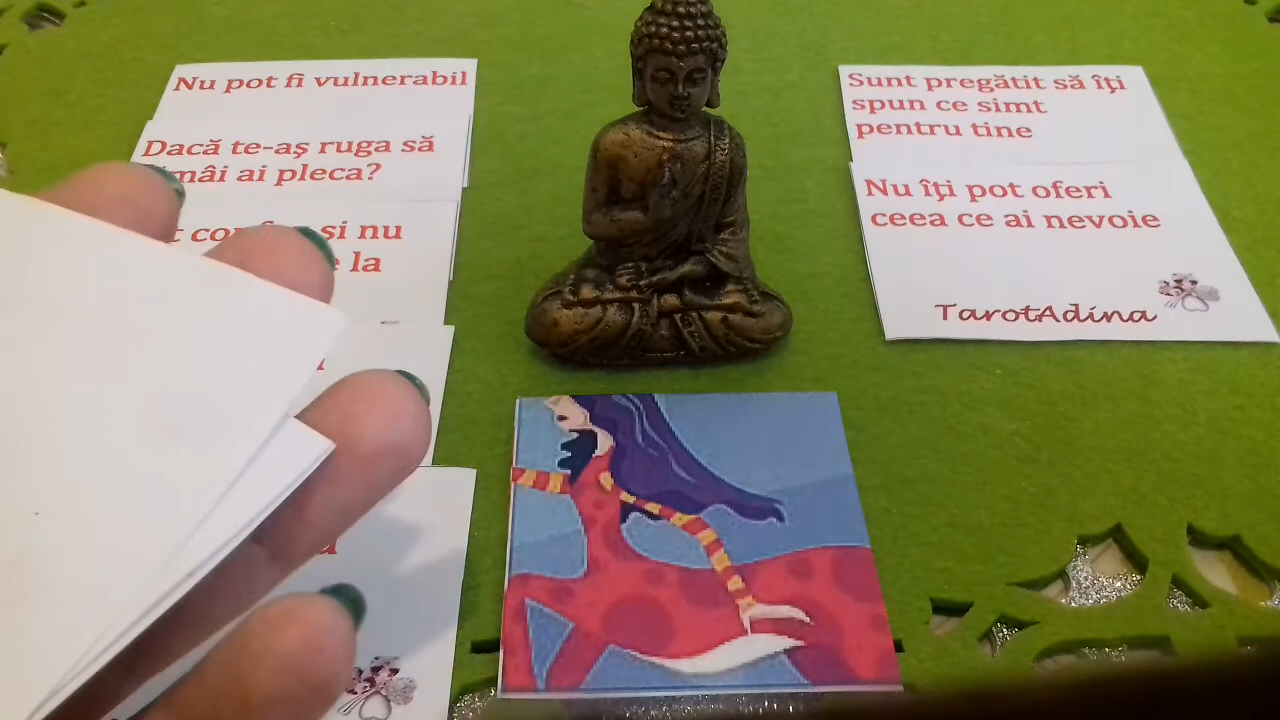 Nu pot fi vulnerabil
Dacă te-aş ruga să
ai pleca?
şi nu
la
Sunt pregătit să îţi
spun ce simt
pentru tine
Nu îţi pot oferi
ceea ce ai nevoie
TarotAdina